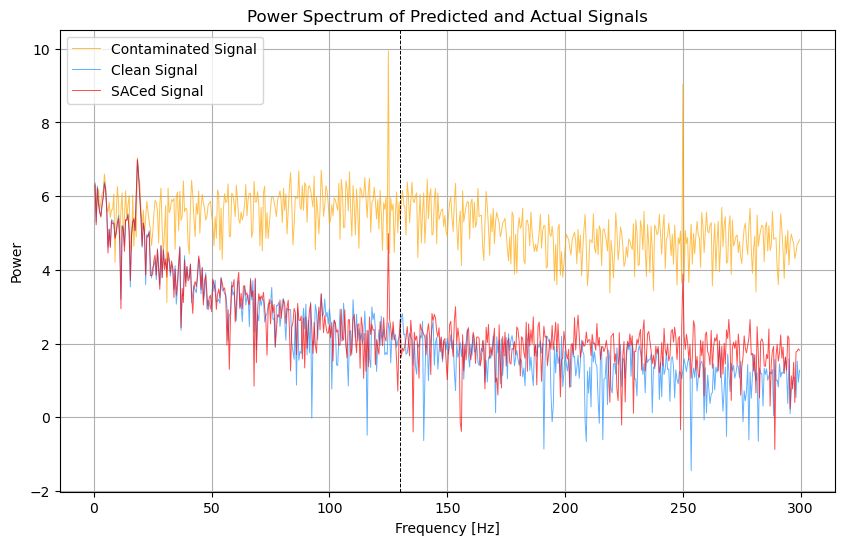 Power Spectrum of Predicted and Actual Signals
Contaminated Signal
Clean Signal
SACed Signal
10
8
6
4
2
0
−2
Power
0 50 100 150 200 250 300
Frequency [Hz]